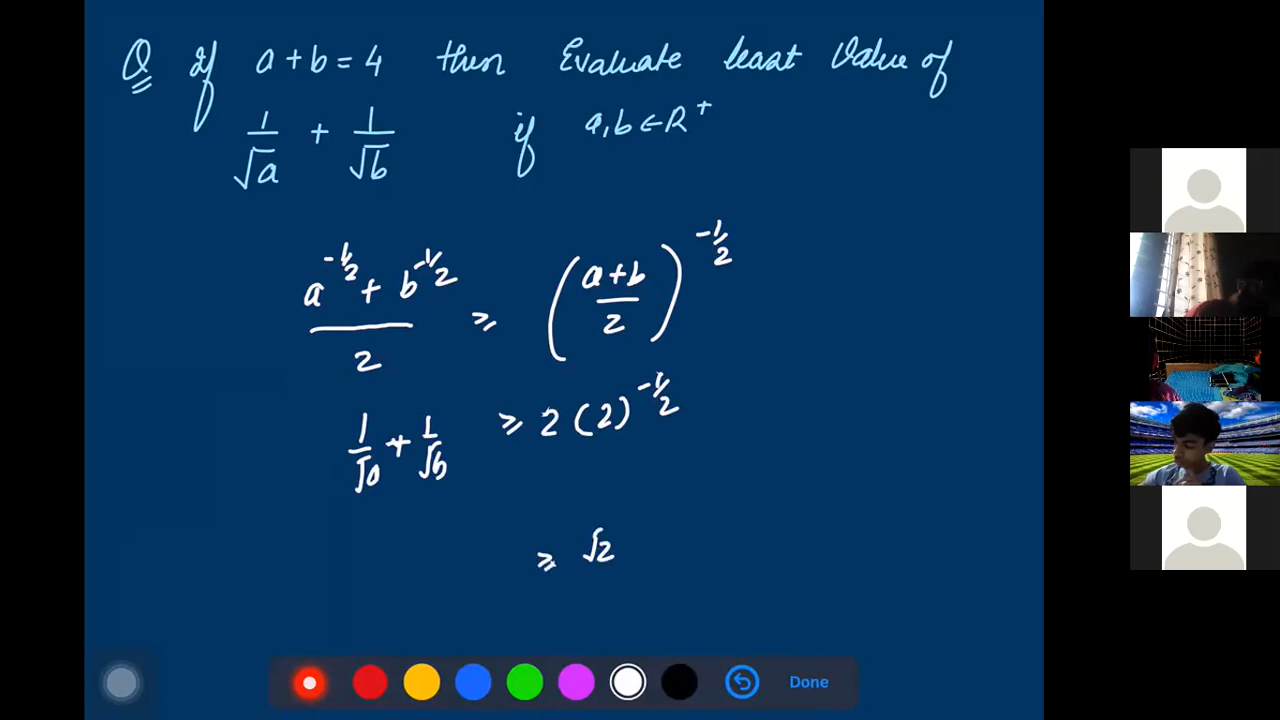 Q If a + b = 4 then Evaluate least Value of
1/√a + 1/√b if a,b ∈ R⁺
(a^(-1/2) + b^(-1/2))/2 ≥ ((a+b)/2)^(-1/2)
1/√a + 1/√b ≥ 2(2)^(-1/2)
≥ √2
Done